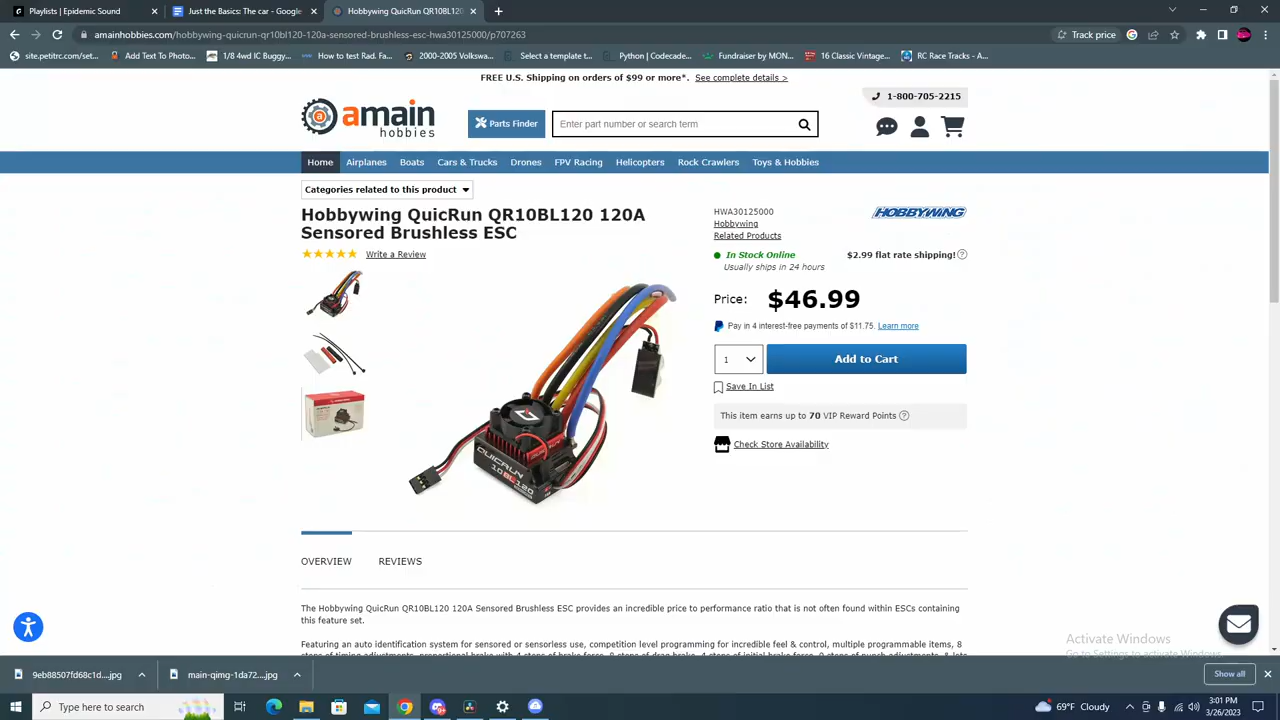 Playlists | Epidemic Sound
Just the Basics: The car - Google
Hobbywing QuicRun QR10BL120
amainhobbies.com/hobbywing-quicrun-qr10bl120-120a-sensored-brushless-esc-hwa30125000/p707263
Track price
site.petitrc.com/set...
Add Text To Photo...
1/8 4wd IC Buggy...
How to test Rad. Fa...
2000-2005 Volksw...
Select a template t...
Python | Codecade...
Fundraiser by MON...
16 Classic Vintage...
RC Race Tracks - A...
FREE U.S. Shipping on orders of $99 or more*. See complete details >
1-800-705-2215
amain
hobbies
Parts Finder
Enter part number or search term
Home Airplanes Boats Cars & Trucks Drones FPV Racing Helicopters Rock Crawlers Toys & Hobbies
Categories related to this product
Hobbywing QuicRun QR10BL120 120A
Sensored Brushless ESC
Write a Review
HWA30125000
Hobbywing
Related Products
HOBBYWING
In Stock Online
Usually ships in 24 hours
$2.99 flat rate shipping!
Price: $46.99
Pay in 4 interest-free payments of $11.75. Learn more
1
Add to Cart
Save In List
This item earns up to 70 VIP Reward Points
Check Store Availability
QUICRUN
10BL120
OVERVIEW REVIEWS
The Hobbywing QuicRun QR10BL120 120A Sensored Brushless ESC provides an incredible price to performance ratio that is not often found within ESCs containing
this feature set.
Featuring an auto identification system for sensored or sensorless use, competition level programming for incredible feel & control, multiple programmable items, 8
Activate Windows
Go to Settings to activate Windows.
9eb88507fd68c1d....jpg
main-qimg-1da72....jpg
Show all
Type here to search
69°F Cloudy
3:01 PM
3/26/2023